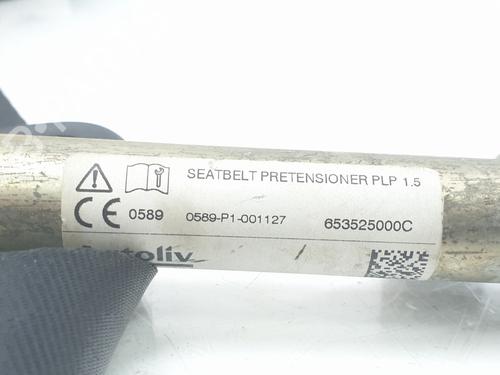 SEATBELT PRETENSIONER PLP 1.5
CE 0589 0589-P1-001127 653525000C
Autoliv